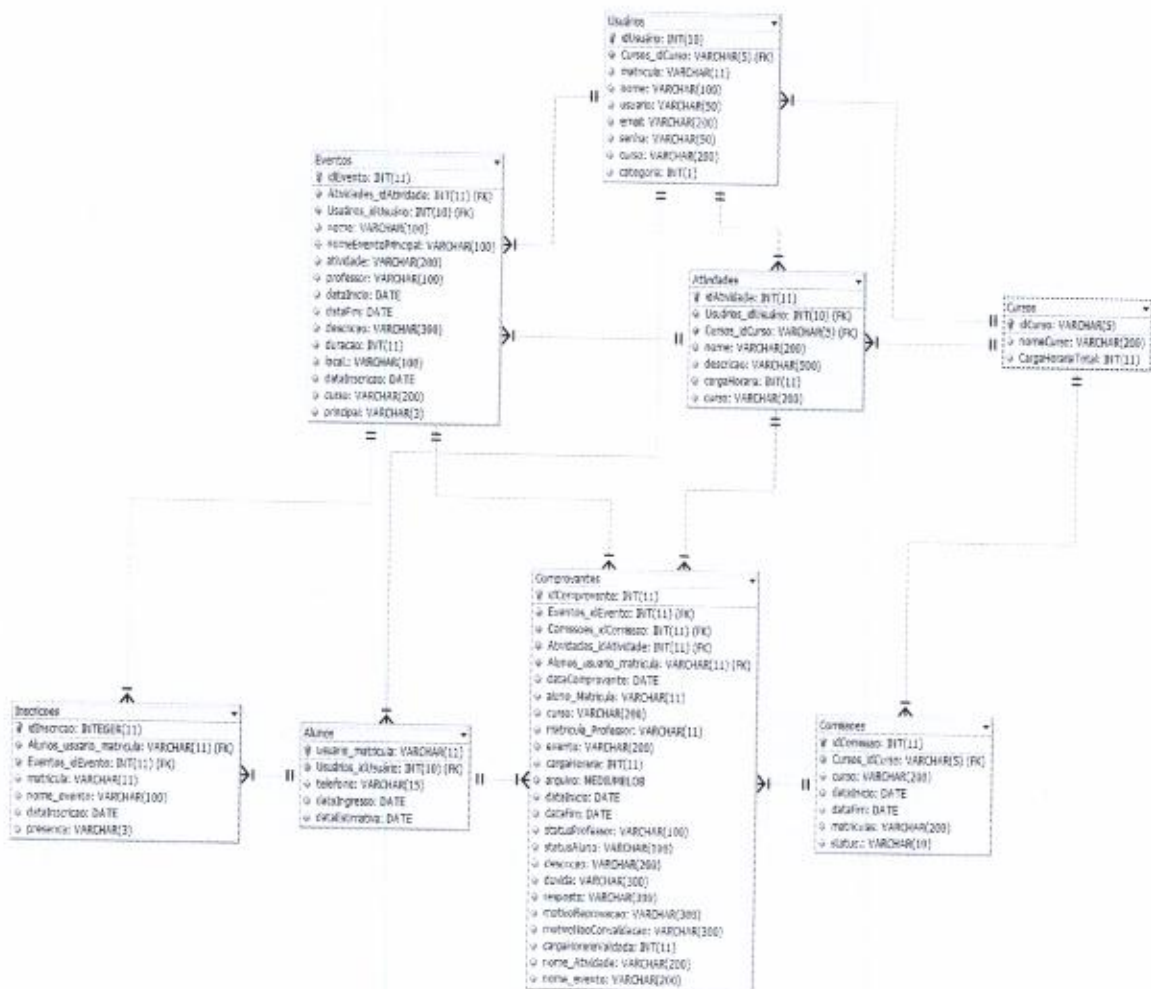 Usuários
idUsuário: INT(10)
Cursos_idCurso: VARCHAR(5) (FK)
matricula: VARCHAR(11)
nome: VARCHAR(100)
usuario: VARCHAR(50)
email: VARCHAR(200)
senha: VARCHAR(50)
curso: VARCHAR(200)
categoria: INT(1)
Eventos
idEvento: INT(11)
Atividades_idAtividade: INT(11) (FK)
Usuários_idUsuário: INT(10) (FK)
nome: VARCHAR(100)
nomeEventoPrincipal: VARCHAR(100)
atividade: VARCHAR(200)
professor: VARCHAR(100)
dataInicio: DATE
dataFim: DATE
descricao: VARCHAR(300)
duracao: INT(11)
local.: VARCHAR(100)
dataInscricao: DATE
curso: VARCHAR(200)
principal: VARCHAR(3)
Atividades
idAtividade: INT(11)
Usuários_idUsuário: INT(10) (FK)
Cursos_idCurso: VARCHAR(5) (FK)
nome: VARCHAR(200)
descricao: VARCHAR(500)
cargaHoraria: INT(11)
curso: VARCHAR(200)
Cursos
idCurso: VARCHAR(5)
nomeCurso: VARCHAR(200)
CargaHorariaTotal: INT(11)
Comprovantes
idComprovante: INT(11)
Eventos_idEvento: INT(11) (FK)
Comissoes_idComissao: INT(11) (FK)
Atividades_idAtividade: INT(11) (FK)
Alunos_usuario_matricula: VARCHAR(11) (FK)
dataComprovante: DATE
aluno_Matricula: VARCHAR(11)
curso: VARCHAR(200)
matricula_Professor: VARCHAR(11)
evento: VARCHAR(200)
cargaHoraria: INT(11)
arquivo: MEDIUMBLOB
dataInicio: DATE
dataFim: DATE
statusProfessor: VARCHAR(100)
statusAluno: VARCHAR(100)
descricao: VARCHAR(200)
duvida: VARCHAR(300)
resposta: VARCHAR(300)
motivoReprovacao: VARCHAR(300)
motivoNaoConvalidacao: VARCHAR(300)
cargaHorariaValidada: INT(11)
nome_Atividade: VARCHAR(200)
nome_evento: VARCHAR(200)
Inscricoes
idInscricao: INTEGER(11)
Alunos_usuario_matricula: VARCHAR(11) (FK)
Eventos_idEvento: INT(11) (FK)
matricula: VARCHAR(11)
nome_evento: VARCHAR(100)
dataInscricao: DATE
presenca: VARCHAR(3)
Alunos
usuario_matricula: VARCHAR(11)
Usuários_idUsuário: INT(10) (FK)
telefone: VARCHAR(15)
dataIngresso: DATE
dataEstimativa: DATE
Comissoes
idComissao: INT(11)
Cursos_idCurso: VARCHAR(5) (FK)
curso: VARCHAR(200)
dataInicio: DATE
dataFim: DATE
matriculas: VARCHAR(200)
status.: VARCHAR(10)